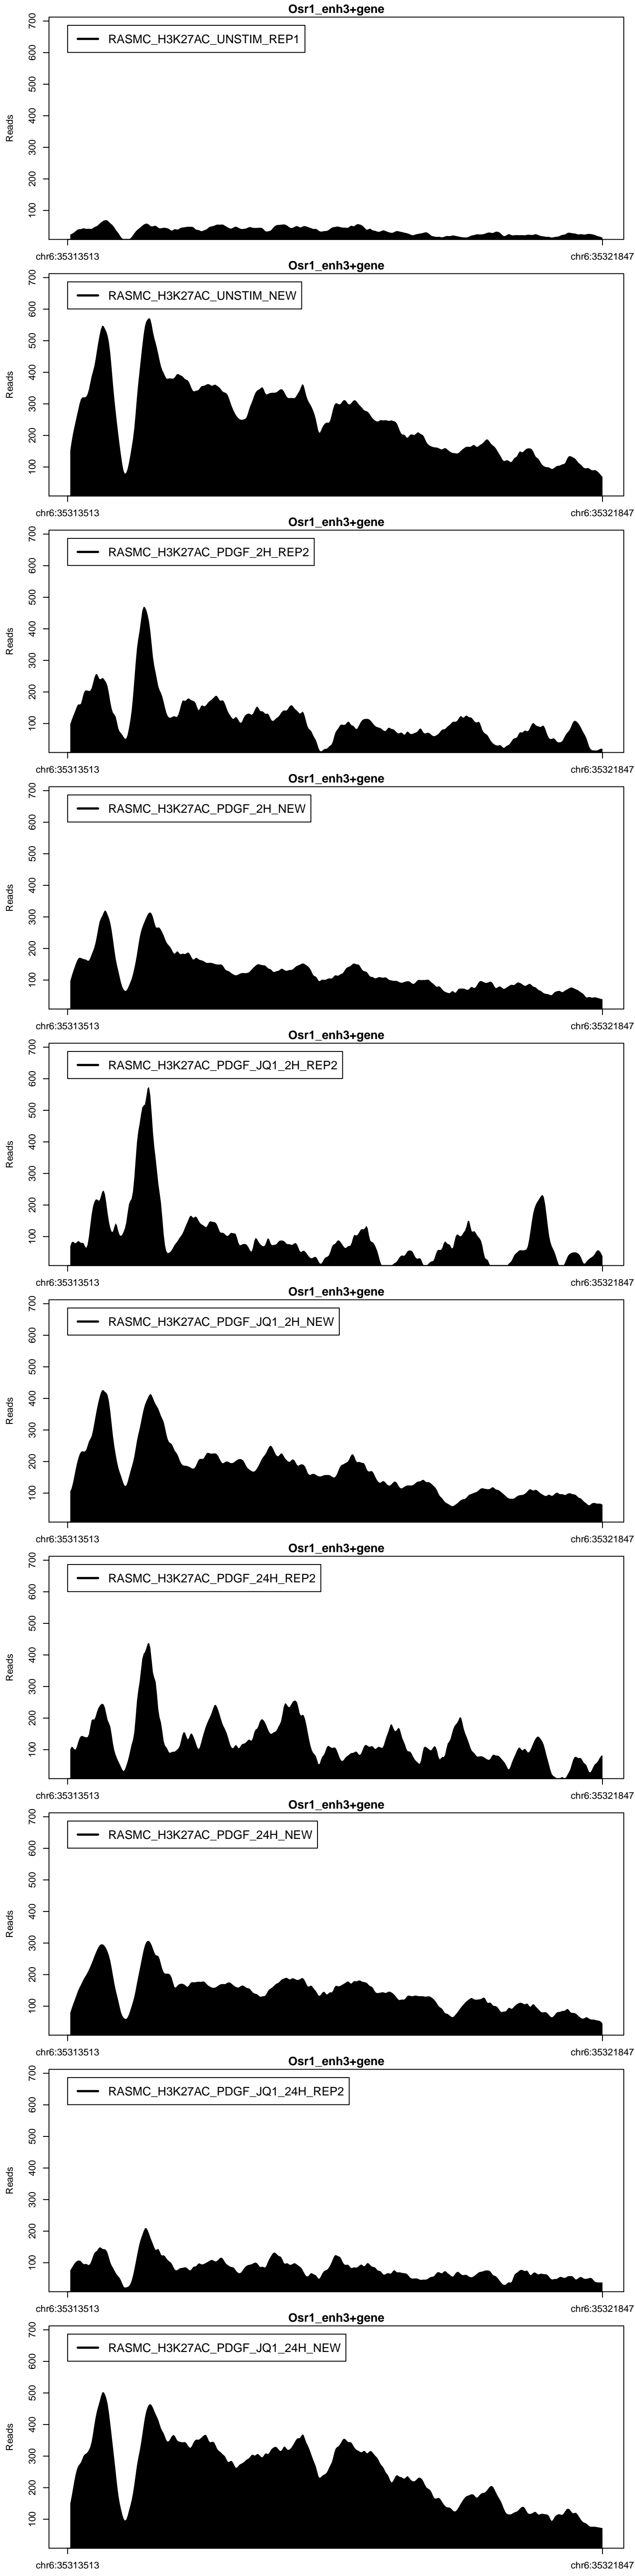 Osr1_enh3+gene
RASMC_H3K27AC_UNSTIM_REP1
Reads
100 200 300 400 500 600 700
chr6:35313513 chr6:35321847
Osr1_enh3+gene
RASMC_H3K27AC_UNSTIM_NEW
Reads
100 200 300 400 500 600 700
chr6:35313513 chr6:35321847
Osr1_enh3+gene
RASMC_H3K27AC_PDGF_2H_REP2
Reads
100 200 300 400 500 600 700
chr6:35313513 chr6:35321847
Osr1_enh3+gene
RASMC_H3K27AC_PDGF_2H_NEW
Reads
100 200 300 400 500 600 700
chr6:35313513 chr6:35321847
Osr1_enh3+gene
RASMC_H3K27AC_PDGF_JQ1_2H_REP2
Reads
100 200 300 400 500 600 700
chr6:35313513 chr6:35321847
Osr1_enh3+gene
RASMC_H3K27AC_PDGF_JQ1_2H_NEW
Reads
100 200 300 400 500 600 700
chr6:35313513 chr6:35321847
Osr1_enh3+gene
RASMC_H3K27AC_PDGF_24H_REP2
Reads
100 200 300 400 500 600 700
chr6:35313513 chr6:35321847
Osr1_enh3+gene
RASMC_H3K27AC_PDGF_24H_NEW
Reads
100 200 300 400 500 600 700
chr6:35313513 chr6:35321847
Osr1_enh3+gene
RASMC_H3K27AC_PDGF_JQ1_24H_REP2
Reads
100 200 300 400 500 600 700
chr6:35313513 chr6:35321847
Osr1_enh3+gene
RASMC_H3K27AC_PDGF_JQ1_24H_NEW
Reads
100 200 300 400 500 600 700
chr6:35313513 chr6:35321847